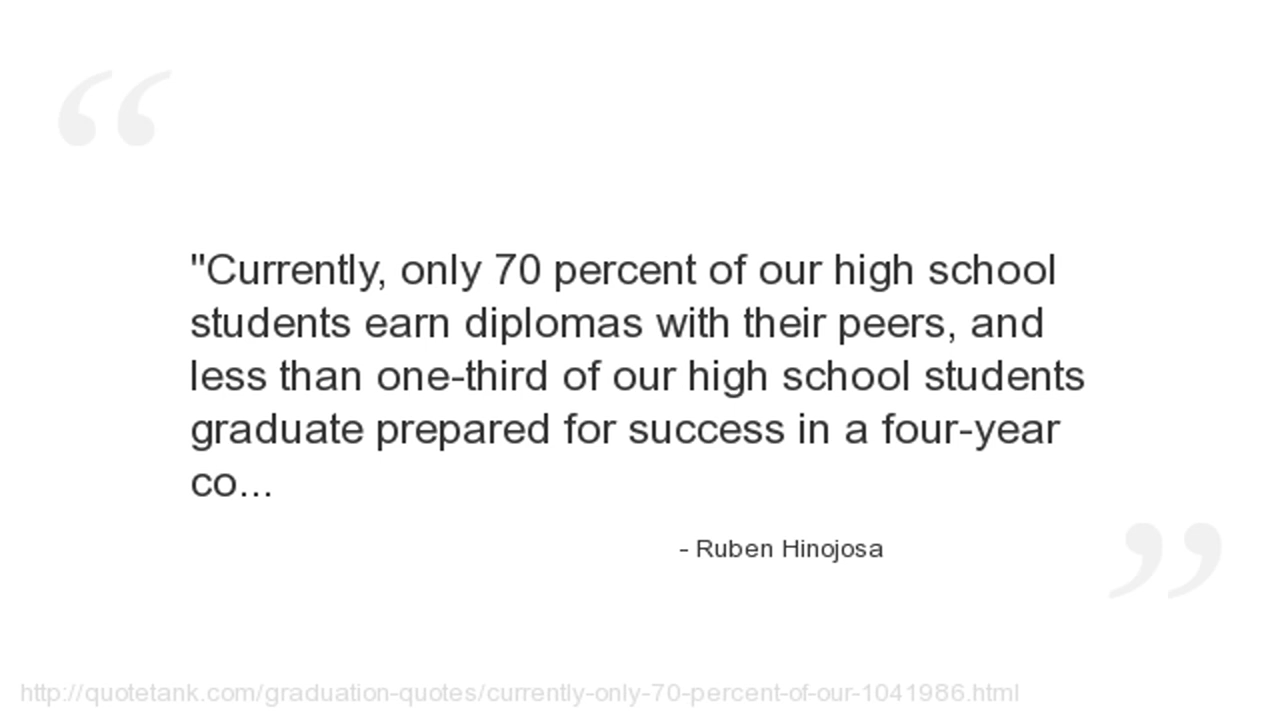 "Currently, only 70 percent of our high school
students earn diplomas with their peers, and
less than one-third of our high school students
graduate prepared for success in a four-year
co...
- Ruben Hinojosa
http://quotetank.com/graduation-quotes/currently-only-70-percent-of-our-1041986.html